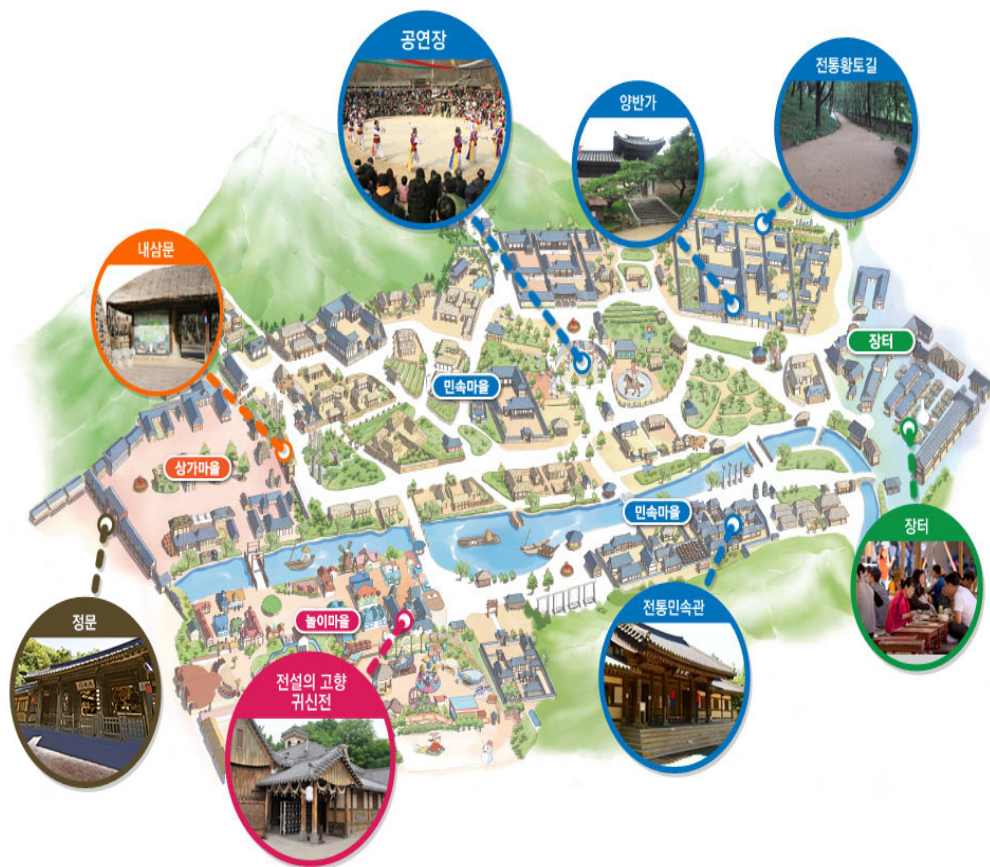 공연장
전통황토길
양반가
내삼문
장터
민속마을
상가마을
민속마을
장터
정문
놀이마을
전통민속관
전설의 고향
귀신전